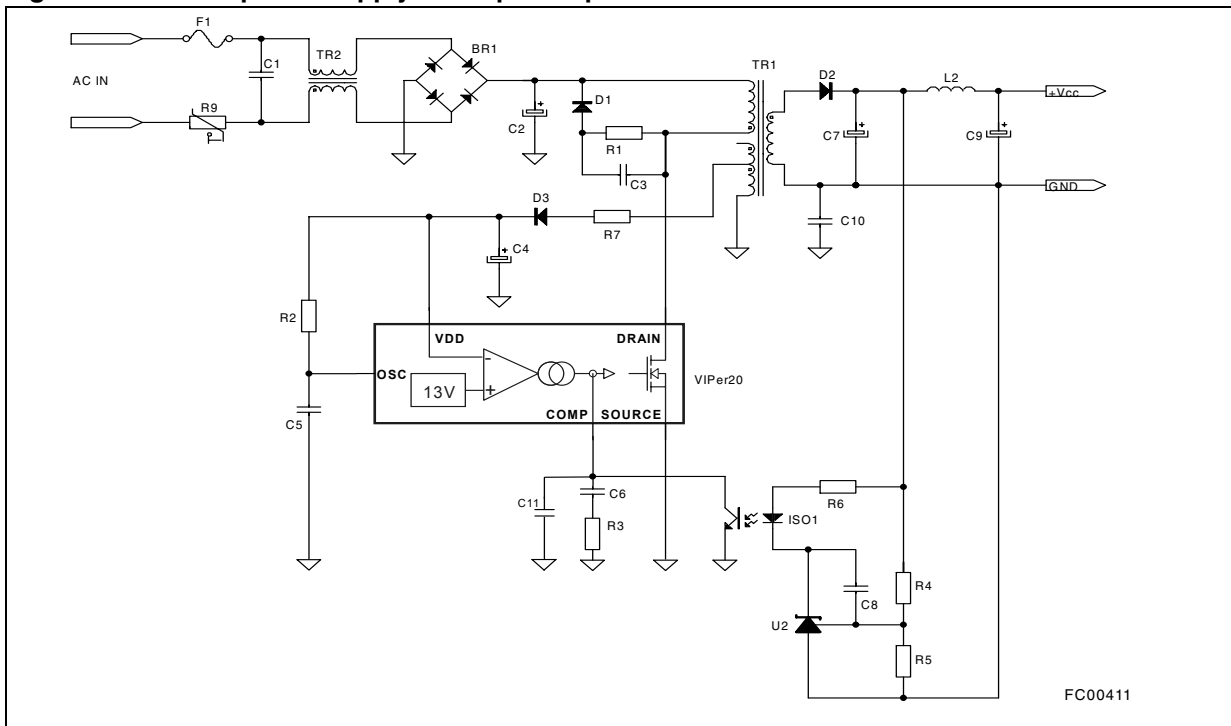 F1
AC IN
C1
R9
T
TR2
BR1
C2
D1
R1
C3
TR1
D2
L2
+Vcc
C7
C9
GND
C10
D3
R7
C4
R2
VDD
DRAIN
OSC
13V
COMP
SOURCE
VIPer20
C5
C11
C6
R3
ISO1
R6
R4
C8
U2
R5
FC00411